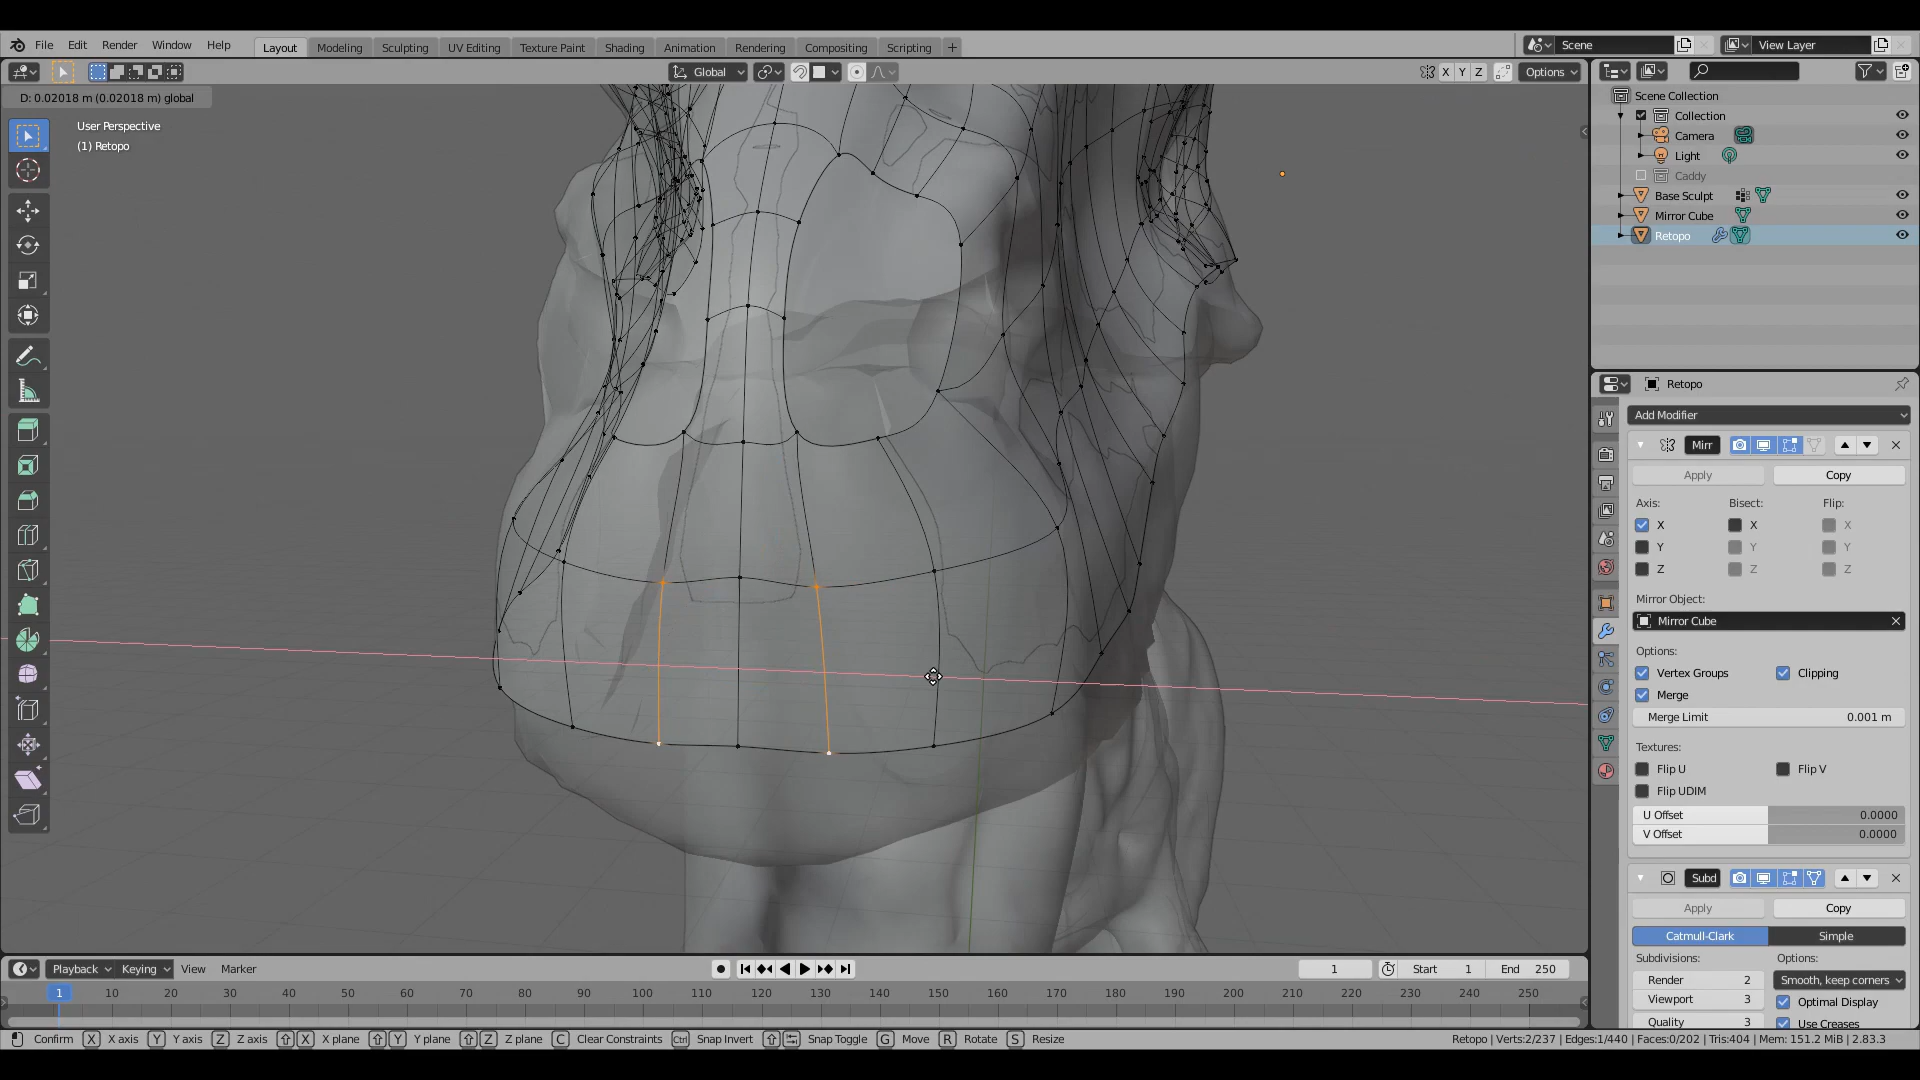 File Edit Render Window Help Layout Modeling Sculpting UV Editing Texture Paint Shading Animation Rendering Compositing Scripting + Scene View Layer
Global X Y Z Options
D: 0.02018 m (0.02018 m) global
User Perspective
(1) Retopo
Scene Collection
Collection
Camera
Light
Caddy
Base Sculpt
Mirror Cube
Retopo
Retopo
Add Modifier
Mirr
Apply Copy
Axis: Bisect: Flip:
X X X
Y Y Y
Z Z Z
Mirror Object:
Mirror Cube
Options:
Vertex Groups Clipping
Merge
Merge Limit 0.001 m
Textures:
Flip U Flip V
Flip UDIM
U Offset 0.0000
V Offset 0.0000
Subd
Apply Copy
Catmull-Clark Simple
Subdivisions: Options:
Render 2 Smooth, keep corners
Viewport 3 Optimal Display
Quality 3 Use Creases
Playback Keying View Marker 1 Start 1 End 250
1 10 20 30 40 50 60 70 80 90 100 110 120 130 140 150 160 170 180 190 200 210 220 230 240 250
Confirm X X axis Y Y axis Z Z axis X X plane Y Y plane Z Z plane C Clear Constraints Ctrl Snap Invert Snap Toggle G Move R Rotate S Resize Retopo | Verts:2/237 | Edges:1/440 | Faces:0/202 | Tris:404 | Mem: 151.2 MiB | 2.83.3